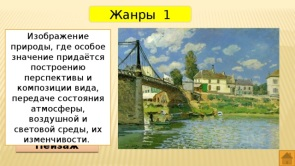 Жанры 1
Изображение
природы, где особое
значение придаётся
построению
перспективы и
композиции вида,
передаче состояния
атмосферы,
воздушной и
световой среды, их
изменчивости.
Пейзаж